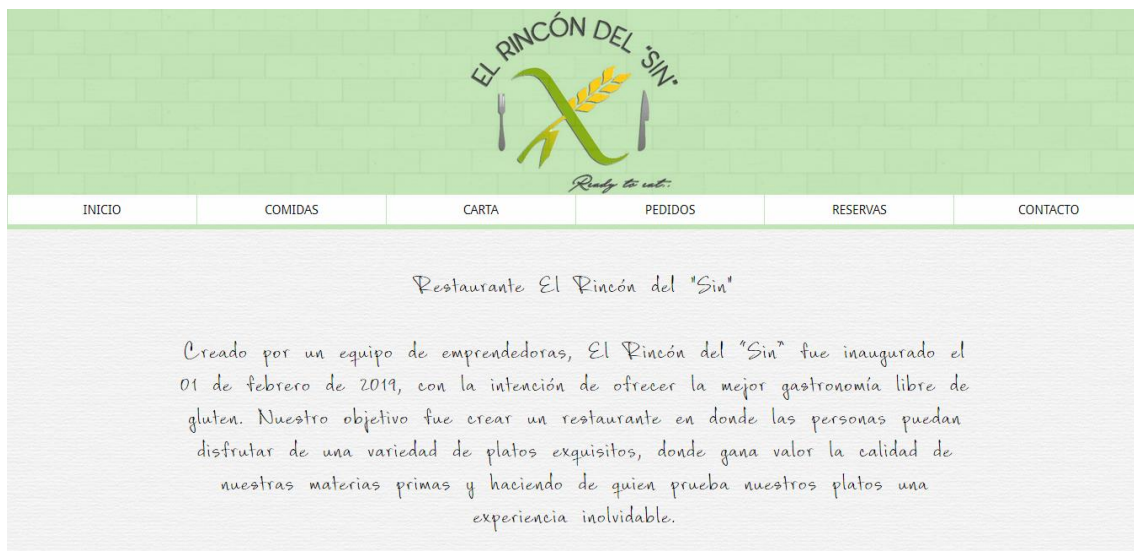 EL RINCÓN DEL "SIN"
Ready to eat..
INICIO COMIDAS CARTA PEDIDOS RESERVAS CONTACTO
Restaurante El Rincón del "Sin"
Creado por un equipo de emprendedoras, El Rincón del "Sin" fue inaugurado el
01 de febrero de 2019, con la intención de ofrecer la mejor gastronomía libre de
gluten. Nuestro objetivo fue crear un restaurante en donde las personas puedan
disfrutar de una variedad de platos exquisitos, donde gana valor la calidad de
nuestras materias primas y haciendo de quien prueba nuestros platos una
experiencia inolvidable.